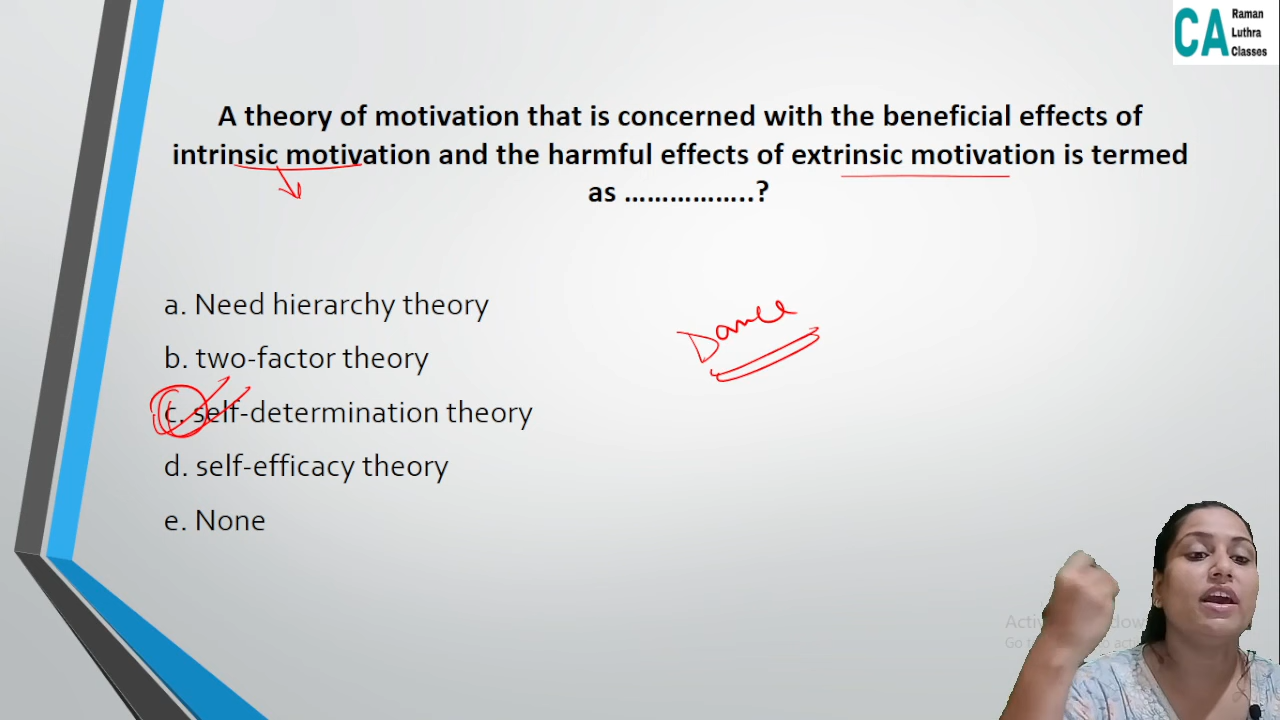 CA
Raman
Luthra
Classes
A theory of motivation that is concerned with the beneficial effects of
intrinsic motivation and the harmful effects of extrinsic motivation is termed
as ……………..?
a. Need hierarchy theory
b. two-factor theory
c. self-determination theory
d. self-efficacy theory
e. None
Dance